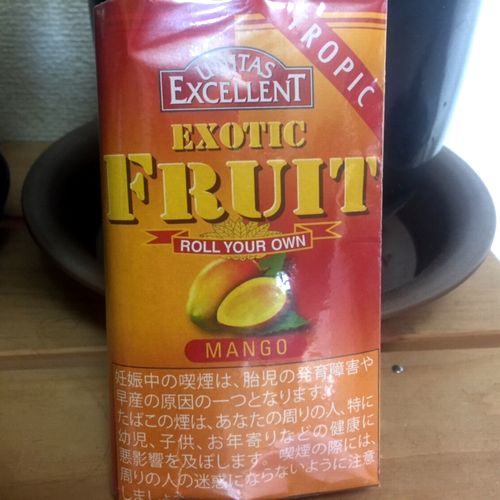 TROPIC
UNITAS
EXCELLENT
EXOTIC
FRUIT
ROLL YOUR OWN
MANGO
妊娠中の喫煙は、胎児の発育障害や
早産の原因の一つとなります。
たばこの煙は、あなたの周りの人、特に
幼児、子供、お年寄りなどの健康に
悪影響を及ぼします。喫煙の際には、
周りの人の迷惑にならないように注意
しましょう